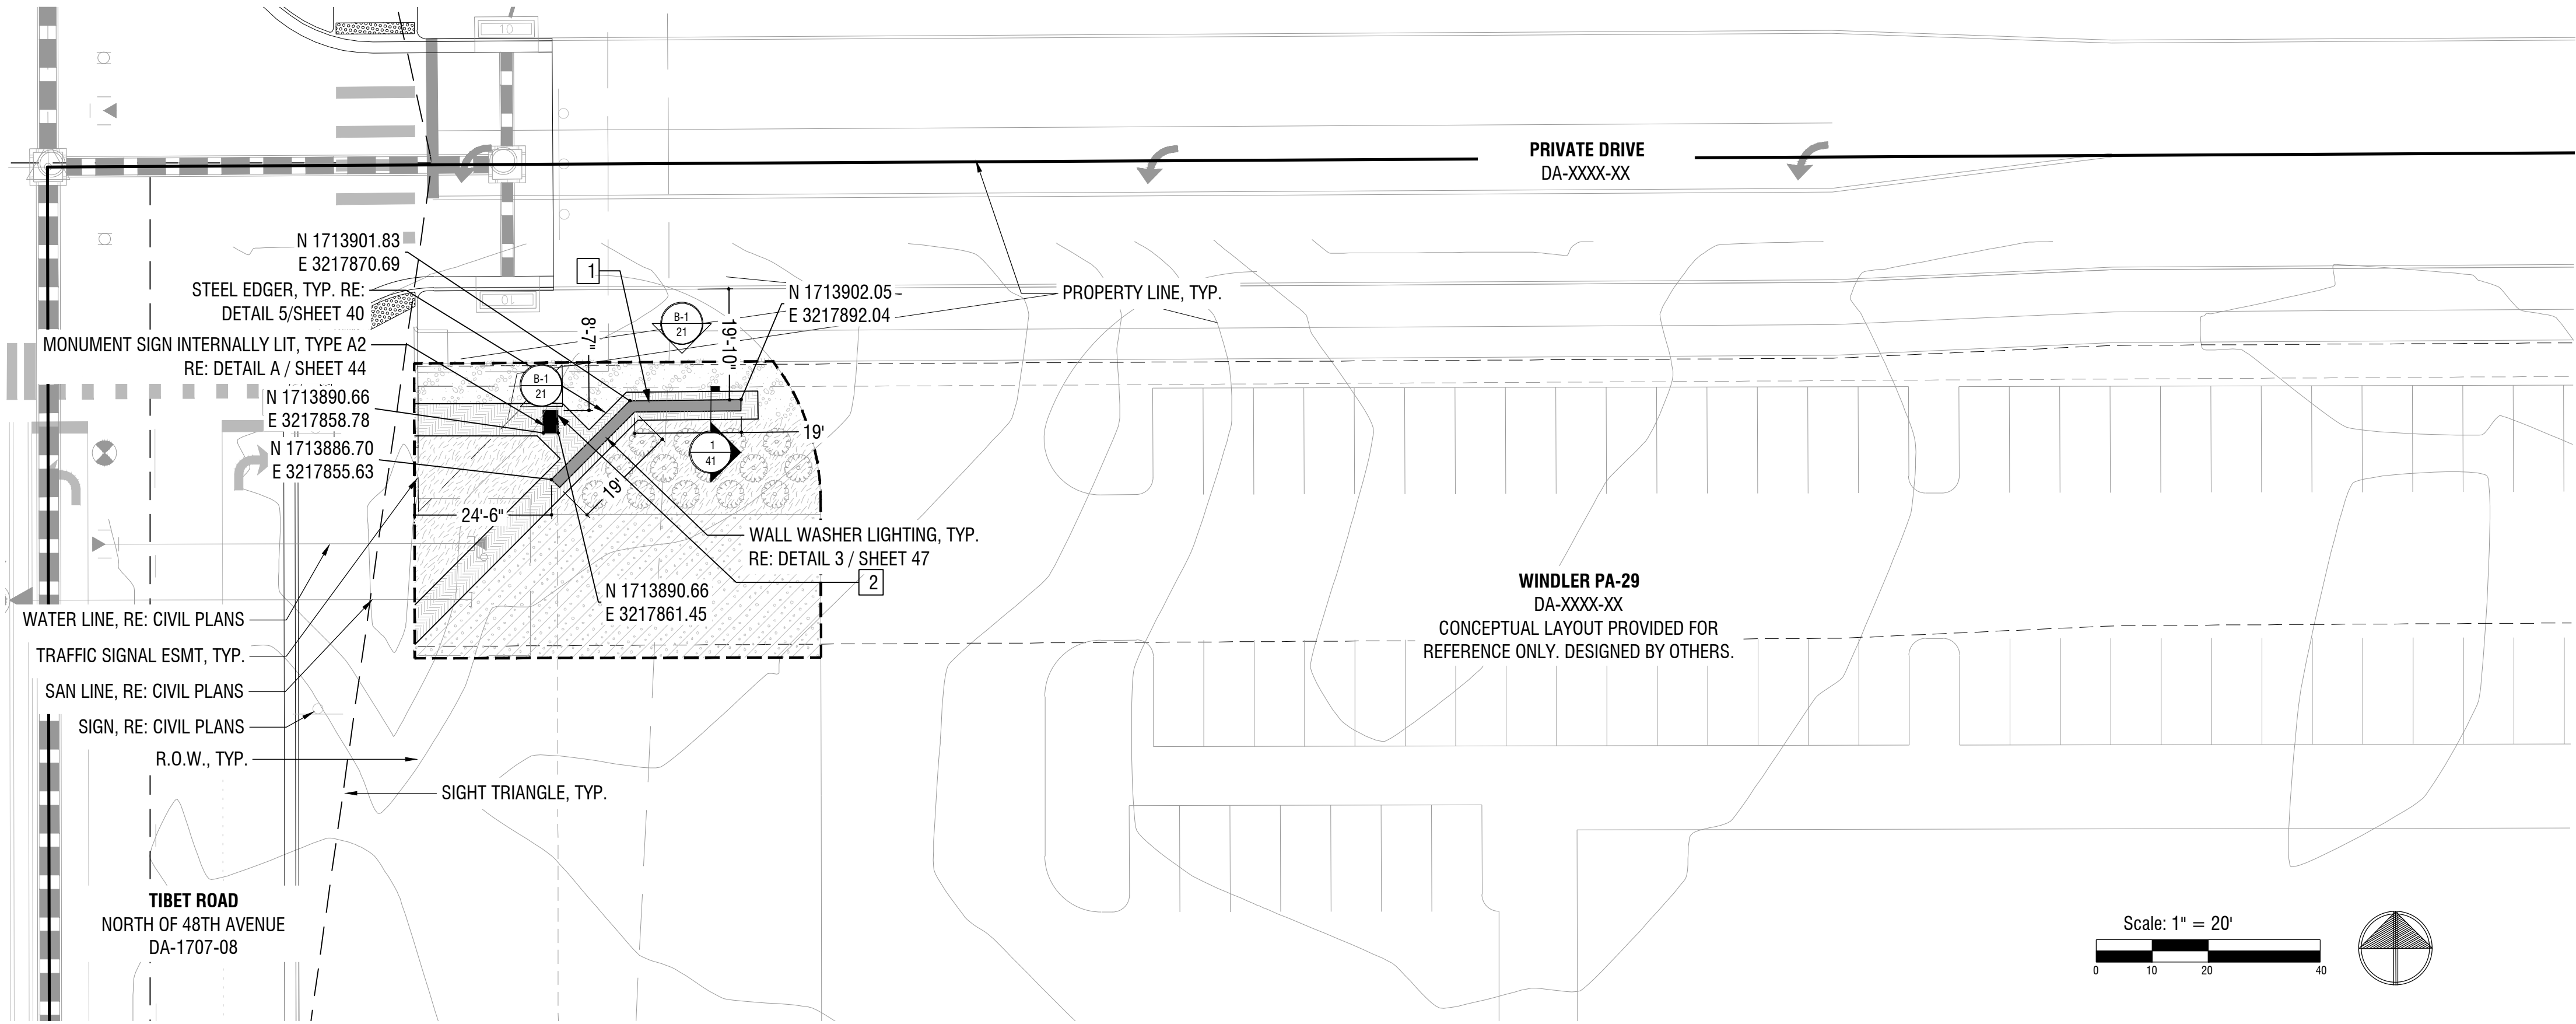 10
PRIVATE DRIVE
DA-XXXX-XX
N 1713901.83
E 3217870.69
STEEL EDGER, TYP. RE:
DETAIL 5/SHEET 40
MONUMENT SIGN INTERNALLY LIT, TYPE A2
RE: DETAIL A / SHEET 44
N 1713890.66
E 3217858.78
N 1713886.70
E 3217855.63
10
1
B-1
21
8'-7"
19'-10"
N 1713902.05
E 3217892.04
PROPERTY LINE, TYP.
B-1
21
19'
1
41
19'
24'-6"
WALL WASHER LIGHTING, TYP.
RE: DETAIL 3 / SHEET 47
2
N 1713890.66
E 3217861.45
WINDLER PA-29
DA-XXXX-XX
CONCEPTUAL LAYOUT PROVIDED FOR
REFERENCE ONLY. DESIGNED BY OTHERS.
WATER LINE, RE: CIVIL PLANS
TRAFFIC SIGNAL ESMT, TYP.
SAN LINE, RE: CIVIL PLANS
SIGN, RE: CIVIL PLANS
R.O.W., TYP.
SIGHT TRIANGLE, TYP.
TIBET ROAD
NORTH OF 48TH AVENUE
DA-1707-08
Scale: 1" = 20'
0 10 20 40